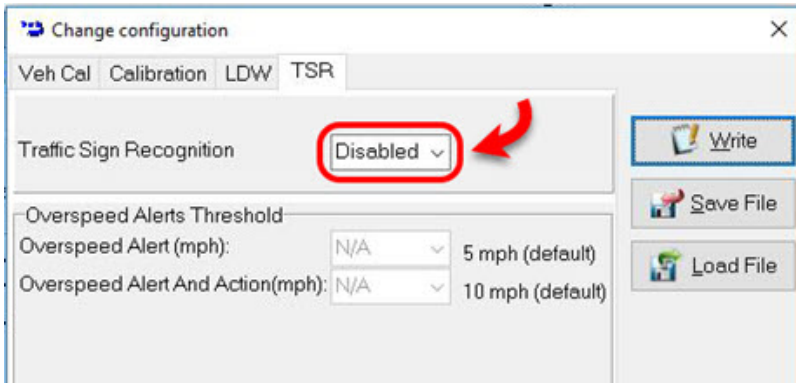 Change configuration
Veh Cal Calibration LDW TSR
Traffic Sign Recognition Disabled
Write
Save File
Load File
Overspeed Alerts Threshold
Overspeed Alert (mph): N/A 5 mph (default)
Overspeed Alert And Action(mph): N/A 10 mph (default)